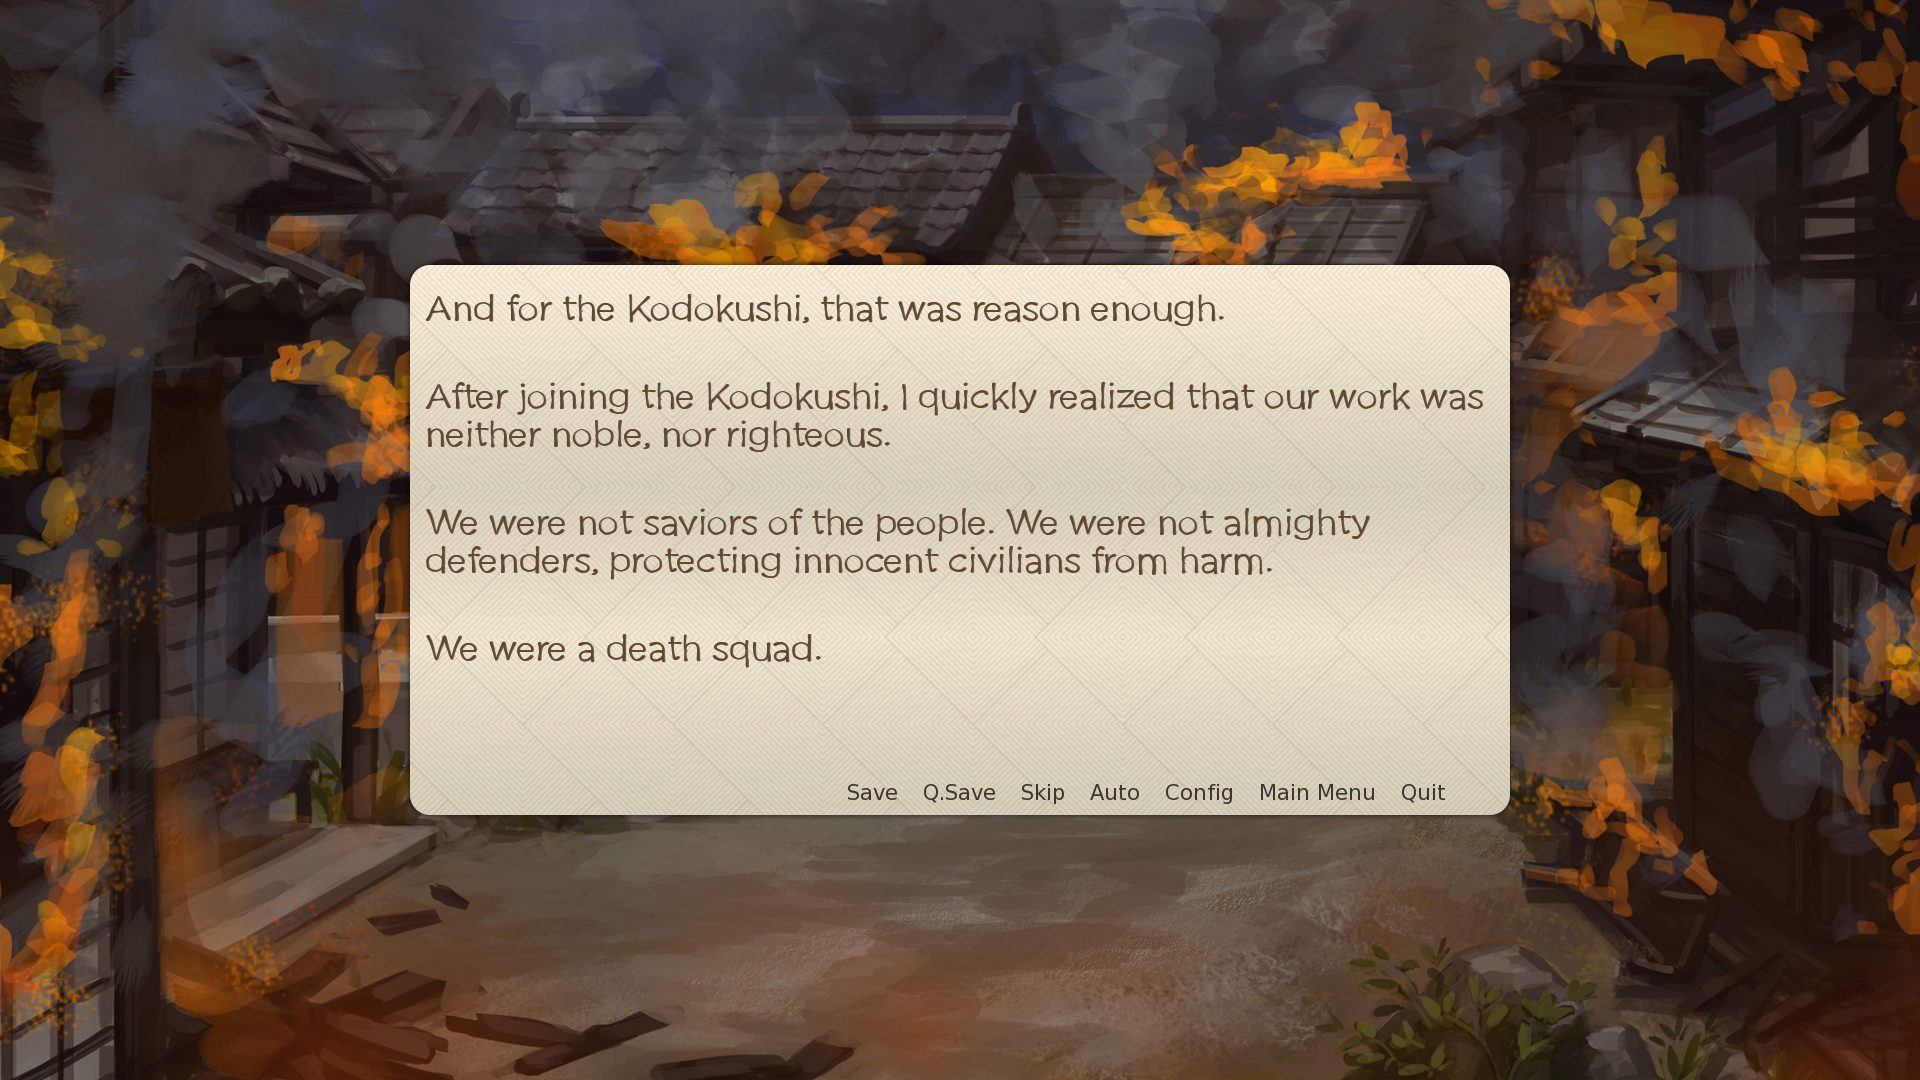 And for the Kodokushi, that was reason enough.
After joining the Kodokushi, I quickly realized that our work was
neither noble, nor righteous.
We were not saviors of the people. We were not almighty
defenders, protecting innocent civilians from harm.
We were a death squad.
Save Q.Save Skip Auto Config Main Menu Quit